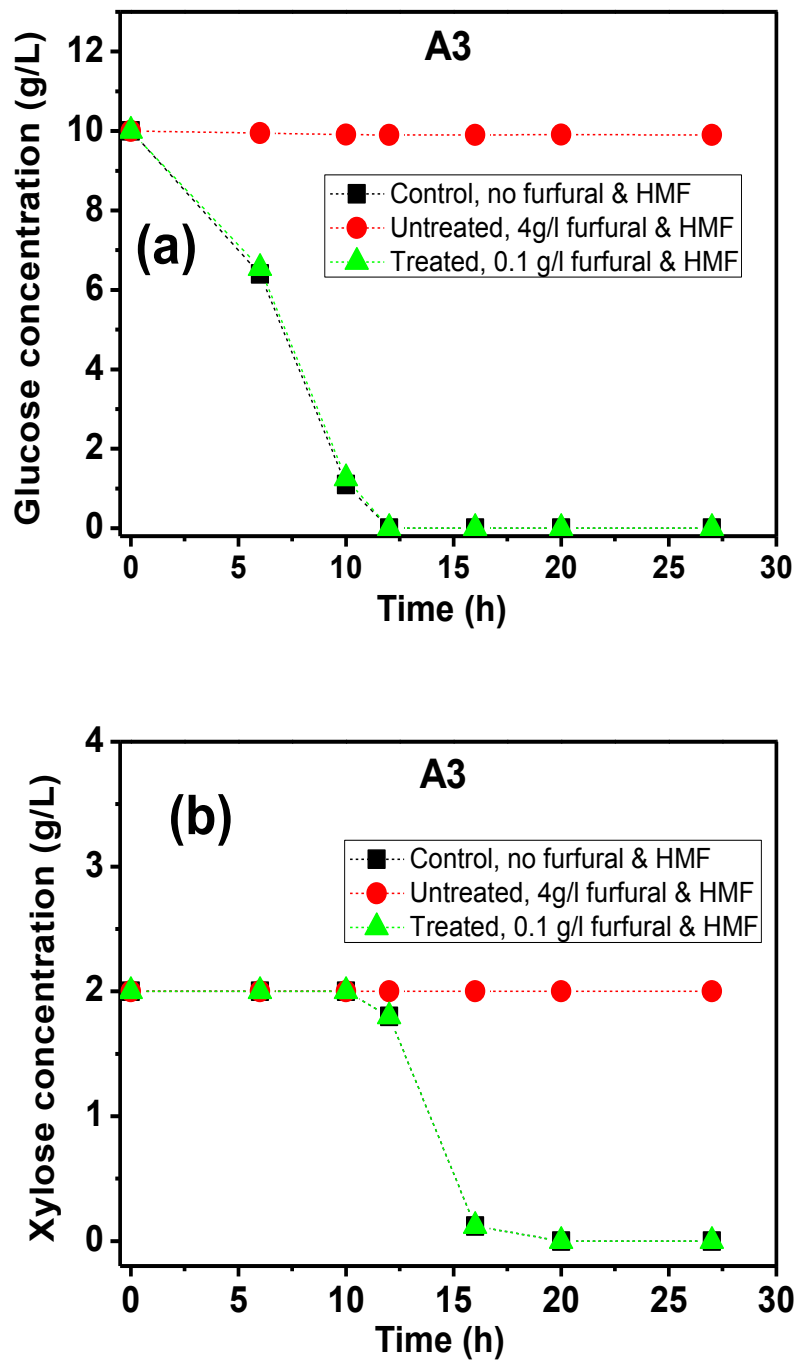 A3
12
10
8
6
4
2
0
Glucose concentration (g/L)
(a)
Control, no furfural & HMF
Untreated, 4g/l furfural & HMF
Treated, 0.1 g/l furfural & HMF
0 5 10 15 20 25 30
Time (h)
A3
4
3
2
1
0
Xylose concentration (g/L)
(b)
Control, no furfural & HMF
Untreated, 4g/l furfural & HMF
Treated, 0.1 g/l furfural & HMF
0 5 10 15 20 25 30
Time (h)